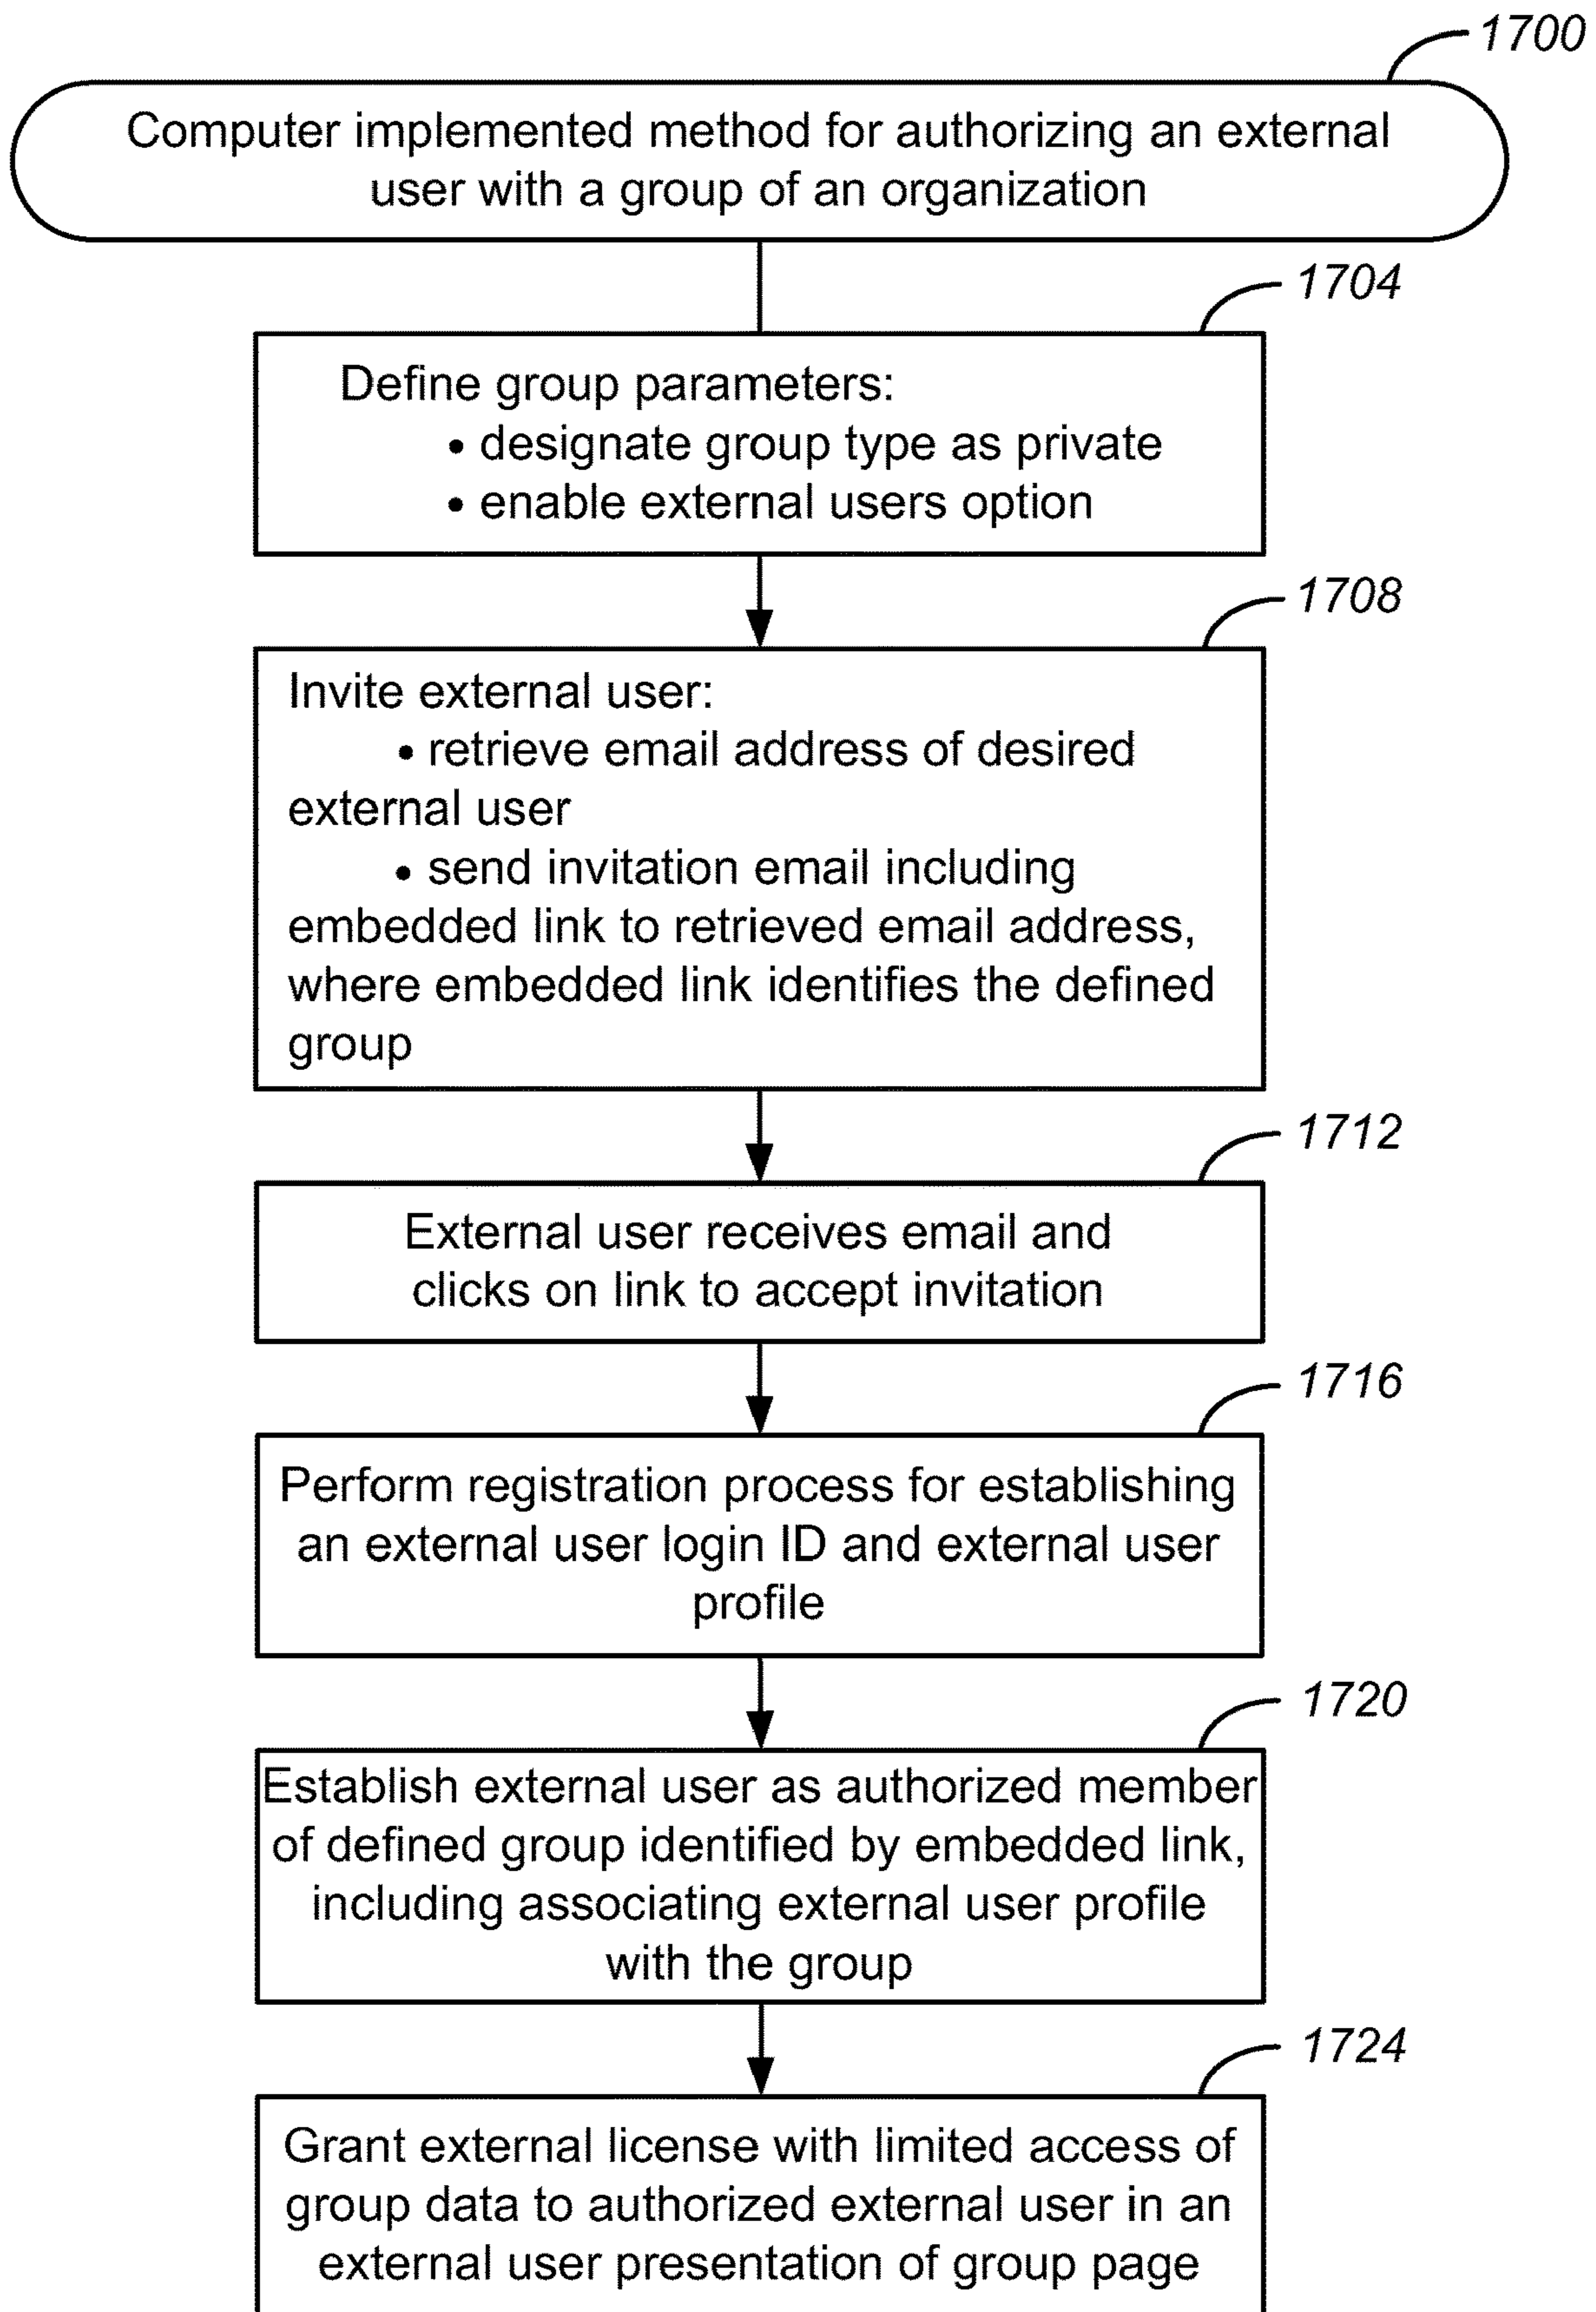 1700
Computer implemented method for authorizing an external
user with a group of an organization
1704
Define group parameters:
• designate group type as private
• enable external users option
1708
Invite external user:
• retrieve email address of desired
external user
• send invitation email including
embedded link to retrieved email address,
where embedded link identifies the defined
group
1712
External user receives email and
clicks on link to accept invitation
1716
Perform registration process for establishing
an external user login ID and external user
profile
1720
Establish external user as authorized member
of defined group identified by embedded link,
including associating external user profile
with the group
1724
Grant external license with limited access of
group data to authorized external user in an
external user presentation of group page